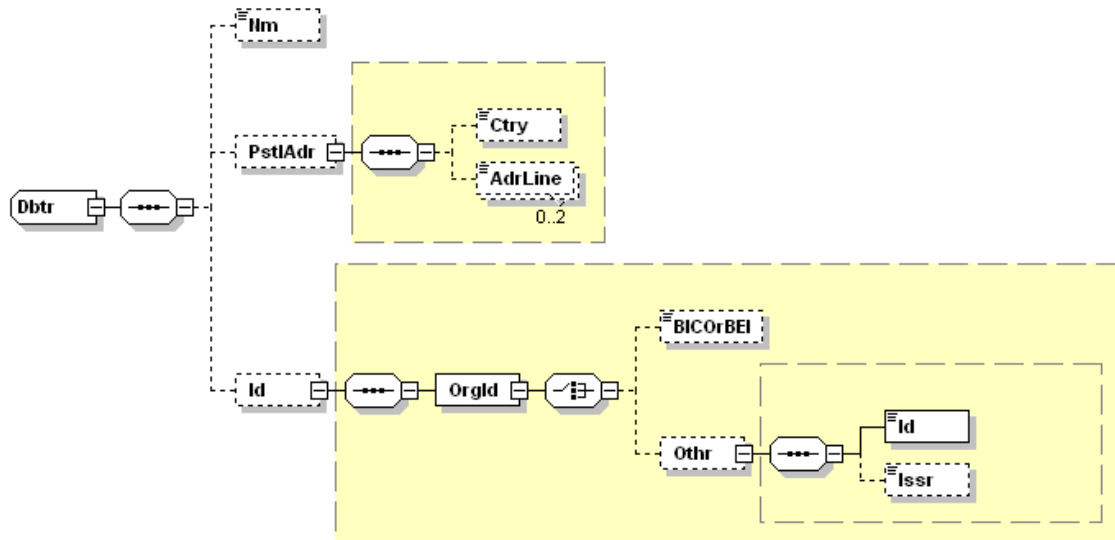 Nm
Ctry
PstlAdr
AdrLine
0..2
Dbtr
BICOrBEI
Id
OrgId
Id
Othr
Issr